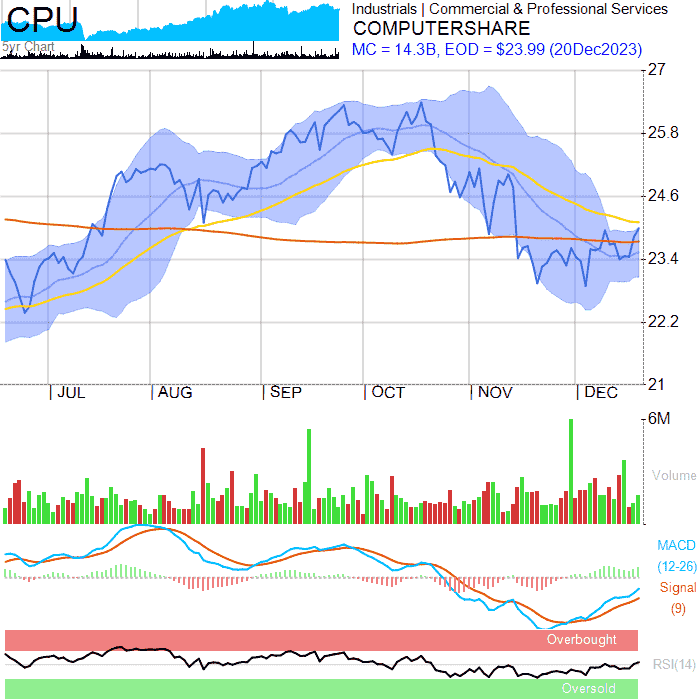 CPU
5yr Chart
Industrials | Commercial & Professional Services
COMPUTERSHARE
MC = 14.3B, EOD = $23.99 (20Dec2023)
27
25.8
24.6
23.4
22.2
21
JUL
AUG
SEP
OCT
NOV
DEC
6M
Volume
MACD
(12-26)
Signal
(9)
Overbought
RSI(14)
Oversold